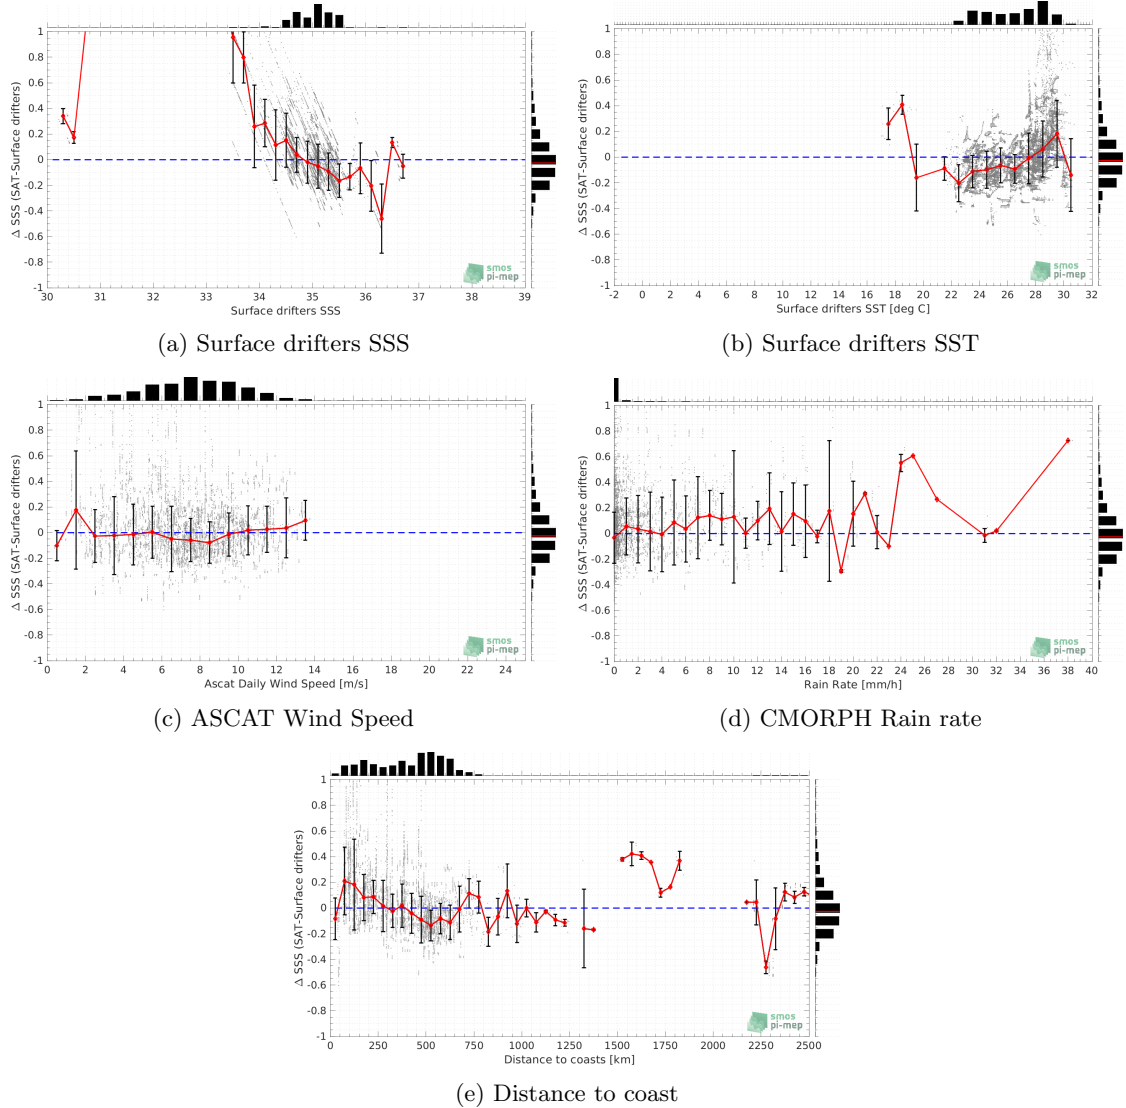 1
0.8
0.6
0.4
0.2
0
-0.2
-0.4
-0.6
-0.8
-1
Δ SSS (SAT-Surface drifters)
smos
pi-mep
30 31 32 33 34 35 36 37 38 39
Surface drifters SSS
(a) Surface drifters SSS
1
0.8
0.6
0.4
0.2
0
-0.2
-0.4
-0.6
-0.8
-1
Δ SSS (SAT-Surface drifters)
smos
pi-mep
-2 0 2 4 6 8 10 12 14 16 18 20 22 24 26 28 30 32
Surface drifters SST [deg C]
(b) Surface drifters SST
1
0.8
0.6
0.4
0.2
0
-0.2
-0.4
-0.6
-0.8
-1
Δ SSS (SAT-Surface drifters)
smos
pi-mep
0 2 4 6 8 10 12 14 16 18 20 22 24
Ascat Daily Wind Speed [m/s]
(c) ASCAT Wind Speed
1
0.8
0.6
0.4
0.2
0
-0.2
-0.4
-0.6
-0.8
-1
Δ SSS (SAT-Surface drifters)
smos
pi-mep
0 2 4 6 8 10 12 14 16 18 20 22 24 26 28 30 32 34 36 38 40
Rain Rate [mm/h]
(d) CMORPH Rain rate
1
0.8
0.6
0.4
0.2
0
-0.2
-0.4
-0.6
-0.8
-1
Δ SSS (SAT-Surface drifters)
smos
pi-mep
0 250 500 750 1000 1250 1500 1750 2000 2250 2500
Distance to coasts [km]
(e) Distance to coast